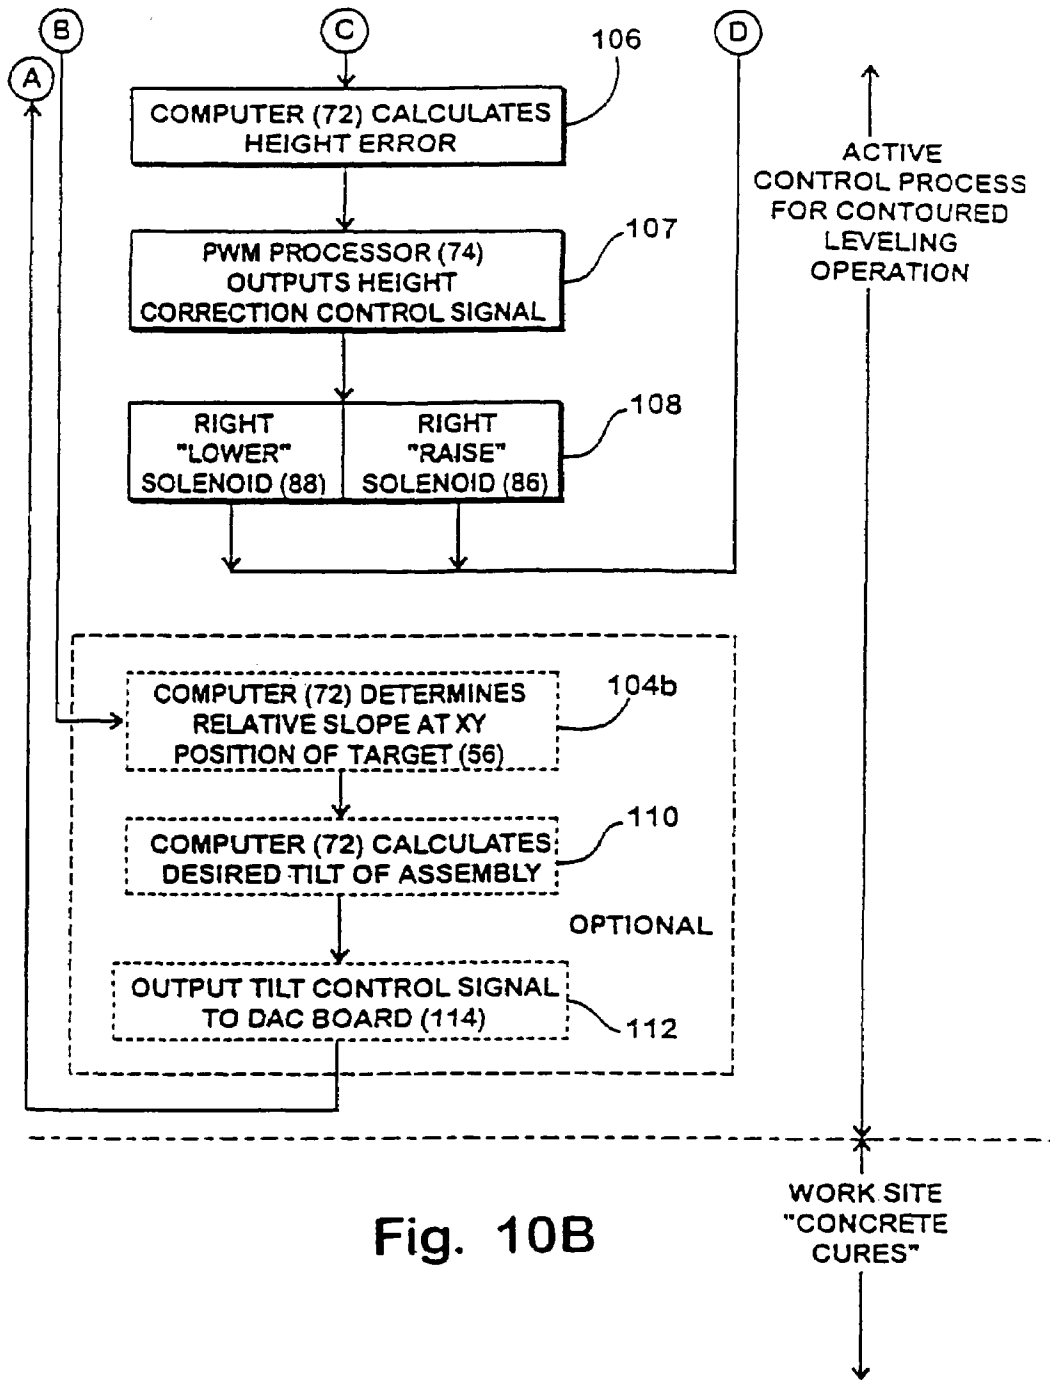 B
C
D
A
106
COMPUTER (72) CALCULATES
HEIGHT ERROR
ACTIVE
CONTROL PROCESS
FOR CONTOURED
LEVELING
OPERATION
107
PWM PROCESSOR (74)
OUTPUTS HEIGHT
CORRECTION CONTROL SIGNAL
108
RIGHT
"LOWER"
SOLENOID (88)
RIGHT
"RAISE"
SOLENOID (86)
104b
COMPUTER (72) DETERMINES
RELATIVE SLOPE AT XY
POSITION OF TARGET (56)
110
COMPUTER (72) CALCULATES
DESIRED TILT OF ASSEMBLY
OPTIONAL
OUTPUT TILT CONTROL SIGNAL
TO DAC BOARD (114)
112
WORK SITE
"CONCRETE
CURES"
Fig. 10B